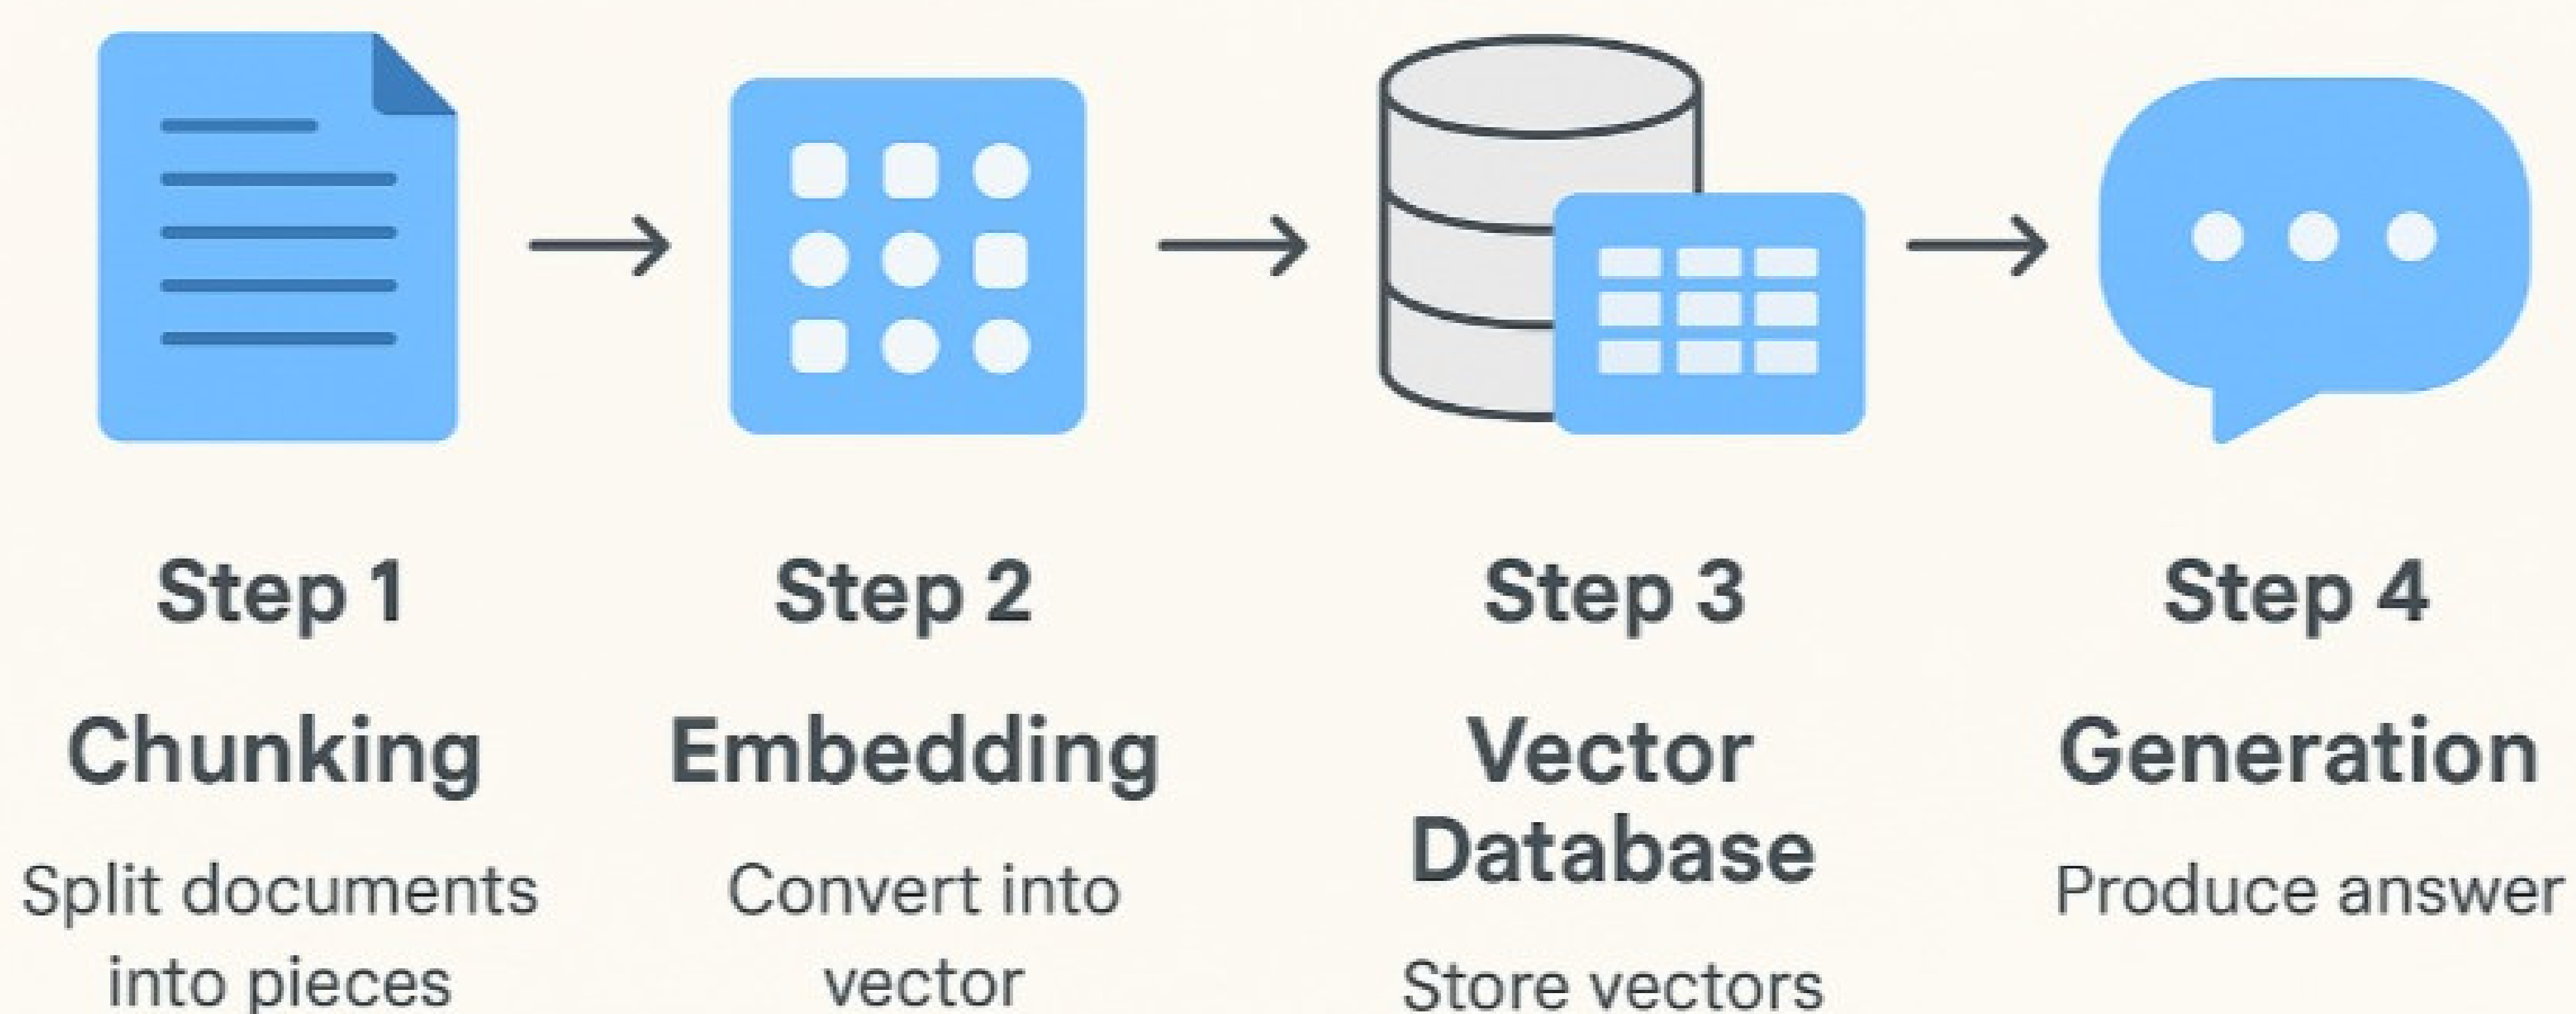 Step 1
Chunking
Split documents
into pieces
Step 2
Embedding
Convert into
vector
Step 3
Vector
Database
Store vectors
Step 4
Generation
Produce answer